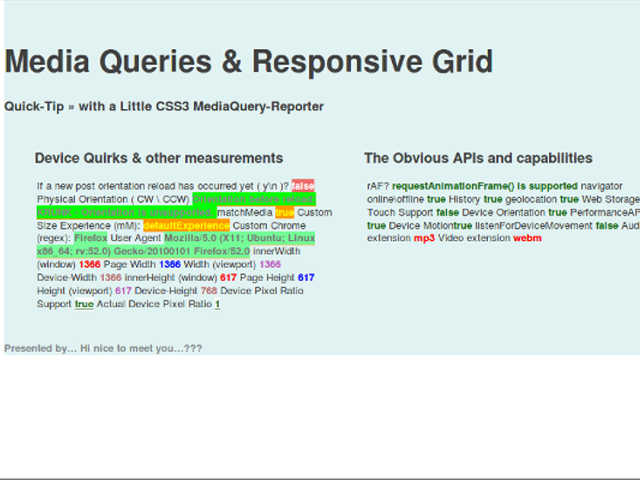 Media Queries & Responsive Grid
Quick-Tip » with a Little CSS3 MediaQuery-Reporter
Device Quirks & other measurements
If a new post orientation reload has occurred yet ( y\n )? false
Physical Orientation ( CW \ CCW)
matchMedia true Custom
Size Experience (mM): defaultExperience Custom Chrome
(regex): Firefox User Agent Mozilla/5.0 (X11; Ubuntu; Linux
x86_64; rv:52.0) Gecko/20100101 Firefox/52.0 innerWidth
(window) 1366 Page Width 1366 Width (viewport) 1366
Device-Width 1366 innerHeight (window) 617 Page Height 617
Height (viewport) 617 Device-Height 768 Device Pixel Ratio
Support true Actual Device Pixel Ratio 1
The Obvious APIs and capabilities
rAF? requestAnimationFrame() is supported navigator
online\offline true History true geolocation true Web Storage
Touch Support false Device Orientation true PerformanceAP
true Device Motiontrue listenForDeviceMovement false Aud
extension mp3 Video extension webm
Presented by… Hi nice to meet you…???